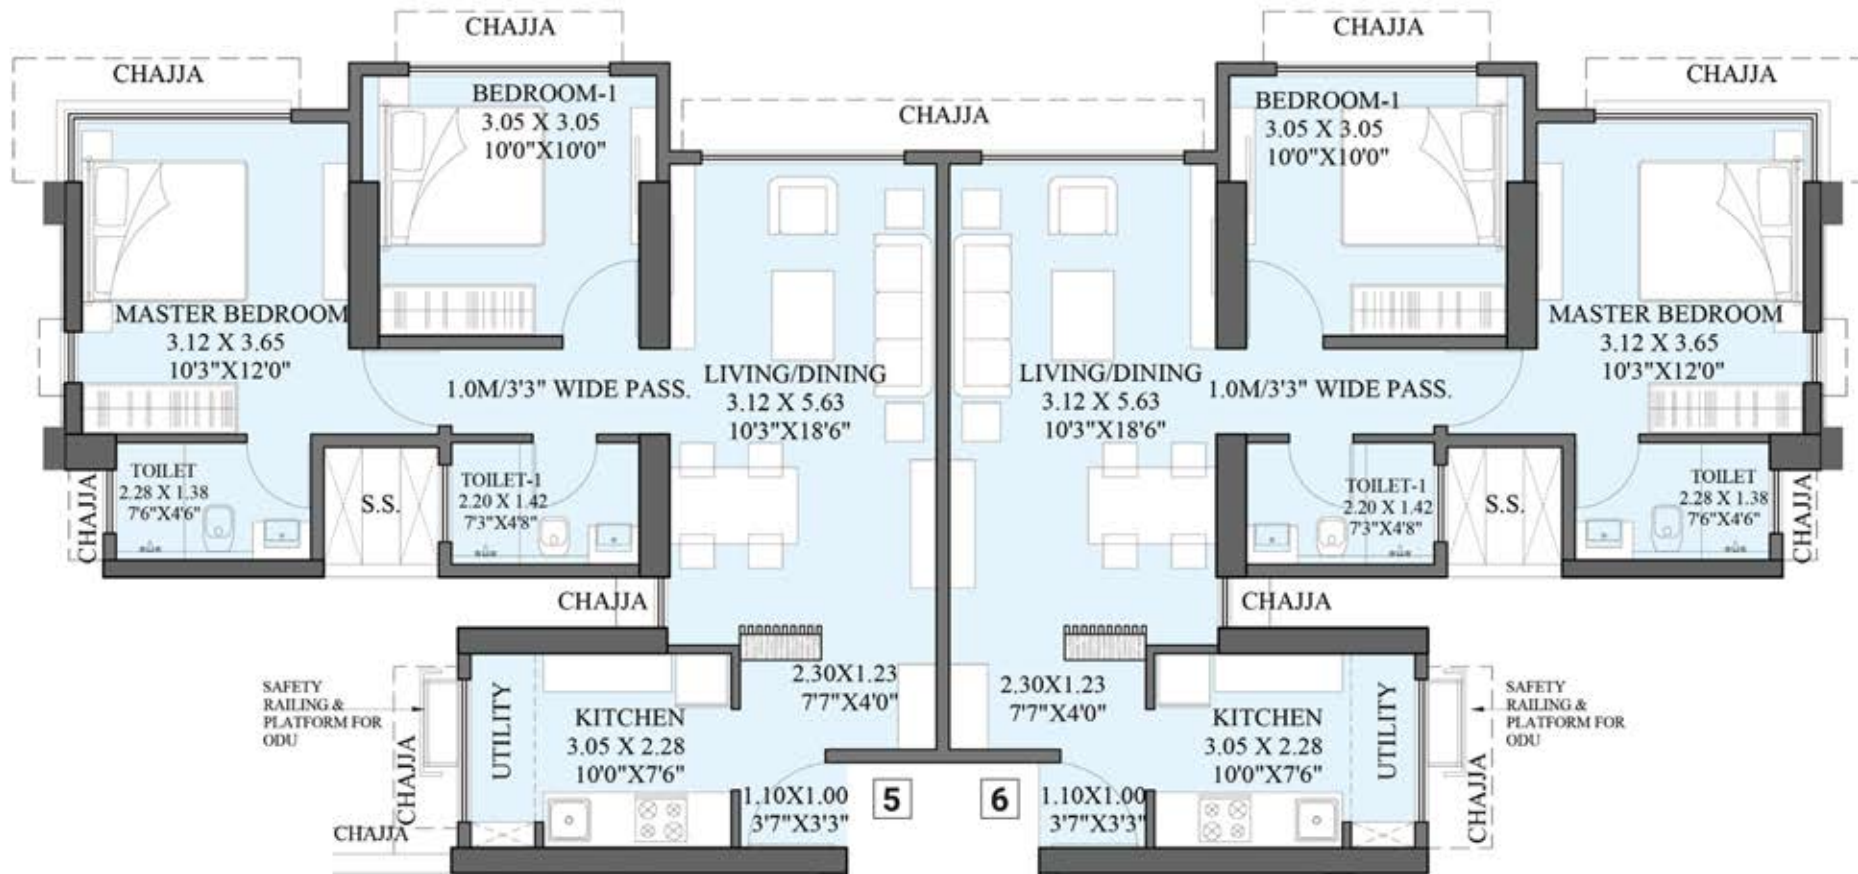 CHAJJA
CHAJJA
BEDROOM-1
3.05 X 3.05
10'0"X10'0"
CHAJJA
CHAJJA
BEDROOM-1
3.05 X 3.05
10'0"X10'0"
CHAJJA
MASTER BEDROOM
3.12 X 3.65
10'3"X12'0"
1.0M/3'3" WIDE PASS.
LIVING/DINING
3.12 X 5.63
10'3"X18'6"
LIVING/DINING
3.12 X 5.63
10'3"X18'6"
1.0M/3'3" WIDE PASS.
MASTER BEDROOM
3.12 X 3.65
10'3"X12'0"
CHAJJA
TOILET
2.28 X 1.38
7'6"X4'6"
S.S.
TOILET-1
2.20 X 1.42
7'3"X4'8"
TOILET-1
2.20 X 1.42
7'3"X4'8"
S.S.
TOILET
2.28 X 1.38
7'6"X4'6"
CHAJJA
CHAJJA
CHAJJA
SAFETY
RAILING &
PLATFORM FOR
ODU
CHAJJA
UTILITY
KITCHEN
3.05 X 2.28
10'0"X7'6"
2.30X1.23
7'7"X4'0"
2.30X1.23
7'7"X4'0"
KITCHEN
3.05 X 2.28
10'0"X7'6"
UTILITY
CHAJJA
SAFETY
RAILING &
PLATFORM FOR
ODU
CHAJJA
1.10X1.00
3'7"X3'3"
5
6
1.10X1.00
3'7"X3'3"